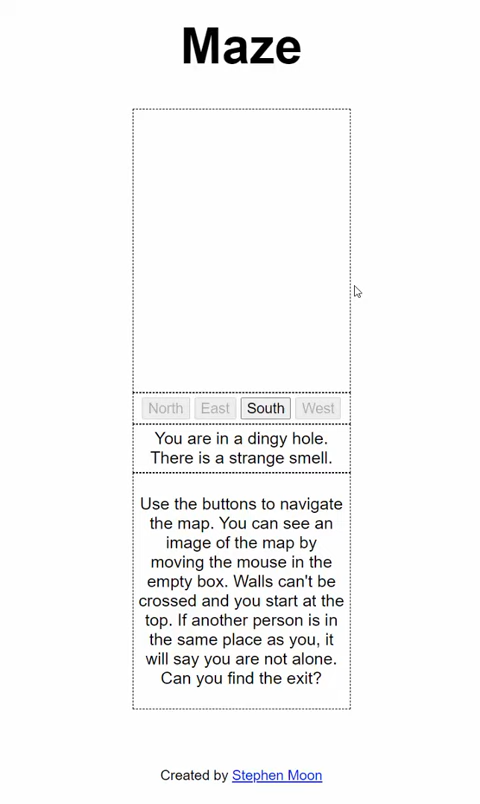 Maze
North East South West
You are in a dingy hole.
There is a strange smell.
Use the buttons to navigate
the map. You can see an
image of the map by
moving the mouse in the
empty box. Walls can't be
crossed and you start at the
top. If another person is in
the same place as you, it
will say you are not alone.
Can you find the exit?
Created by Stephen Moon